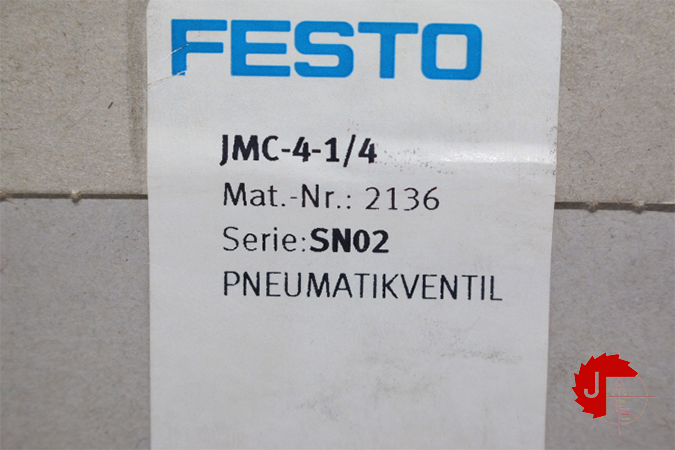 FESTO
JMC-4-1/4
Mat.-Nr.: 2136
Serie:SN02
PNEUMATIKVENTIL
J